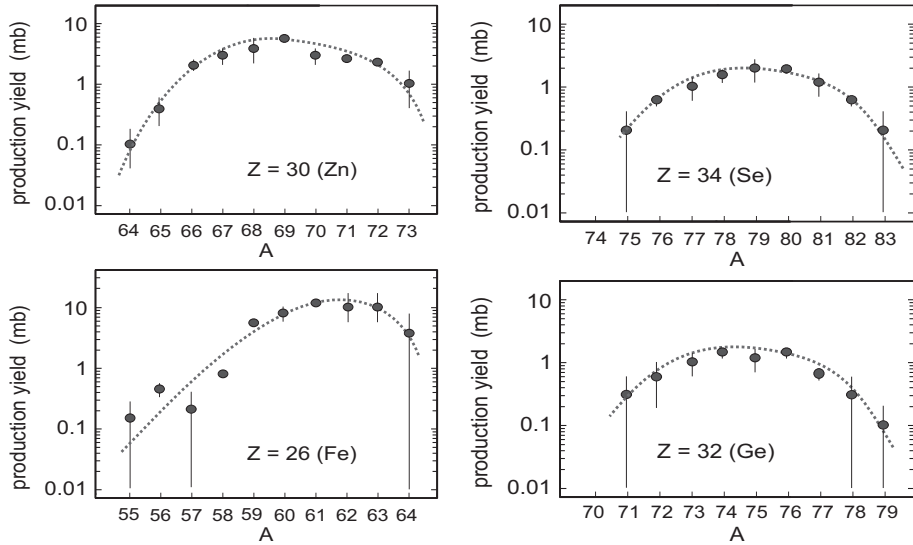 production yield (mb)
10
1
0.1
0.01
Z = 30 (Zn)
64 65 66 67 68 69 70 71 72 73
A
production yield (mb)
10
1
0.1
0.01
Z = 34 (Se)
74 75 76 77 78 79 80 81 82 83
A
production yield (mb)
10
1
0.1
0.01
Z = 26 (Fe)
55 56 57 58 59 60 61 62 63 64
A
production yield (mb)
10
1
0.1
0.01
Z = 32 (Ge)
70 71 72 73 74 75 76 77 78 79
A